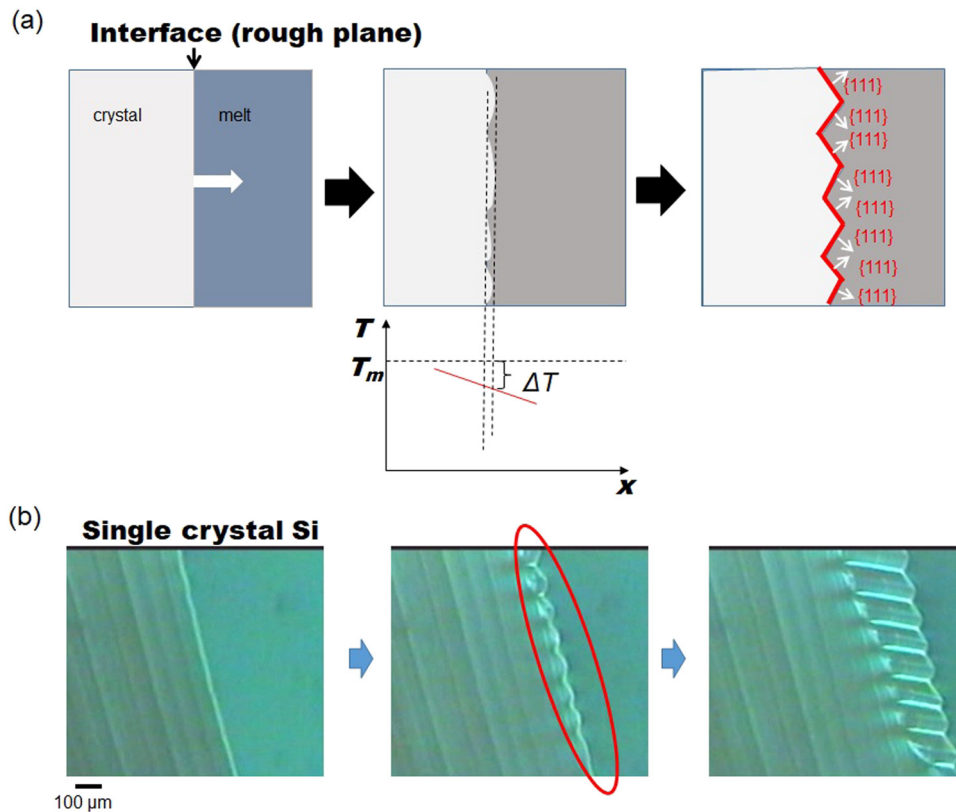 (a)
Interface (rough plane)
crystal
melt
{111}
{111}
{111}
{111}
{111}
{111}
{111}
{111}
T
Tm
ΔT
x
(b)
Single crystal Si
100 μm